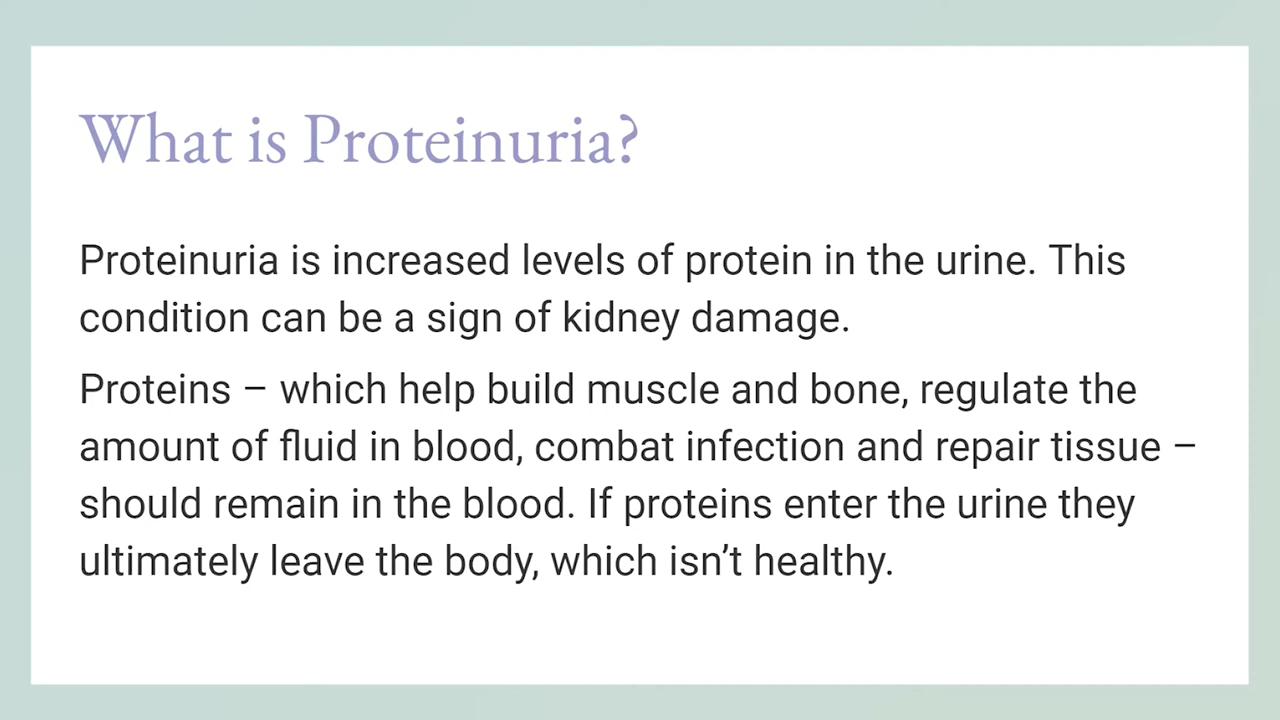 What is Proteinuria?
Proteinuria is increased levels of protein in the urine. This
condition can be a sign of kidney damage.
Proteins – which help build muscle and bone, regulate the
amount of fluid in blood, combat infection and repair tissue –
should remain in the blood. If proteins enter the urine they
ultimately leave the body, which isn’t healthy.